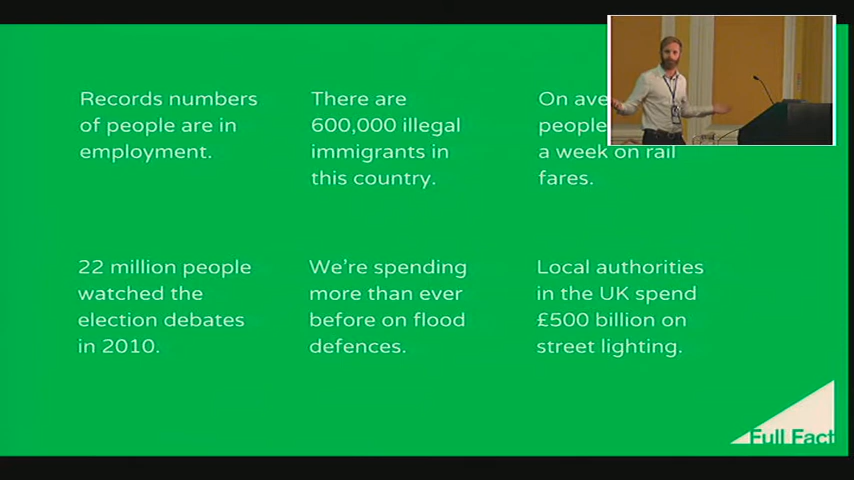 Records numbers
of people are in
employment.
There are
600,000 illegal
immigrants in
this country.
On
people
a week on rail
fares.
22 million people
watched the
election debates
in 2010.
We're spending
more than ever
before on flood
defences.
Local authorities
in the UK spend
£500 billion on
street lighting.
Full Fact